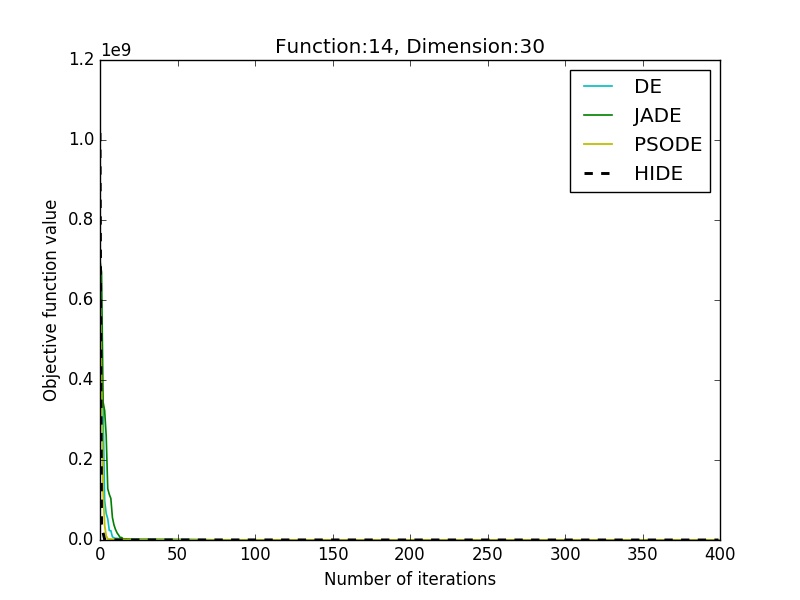 Function:14, Dimension:30
1e9
1.2
1.0
0.8
0.6
0.4
0.2
0.0
Objective function value
DE
JADE
PSODE
HIDE
0 50 100 150 200 250 300 350 400
Number of iterations